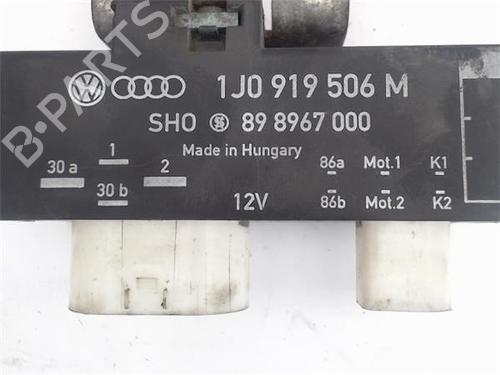 B-PARTS
1J0 919 506 M
SHO 89 8967 000
Made in Hungary
30 a 1 2 86a Mot.1 K1
30 b 12V 86b Mot.2 K2